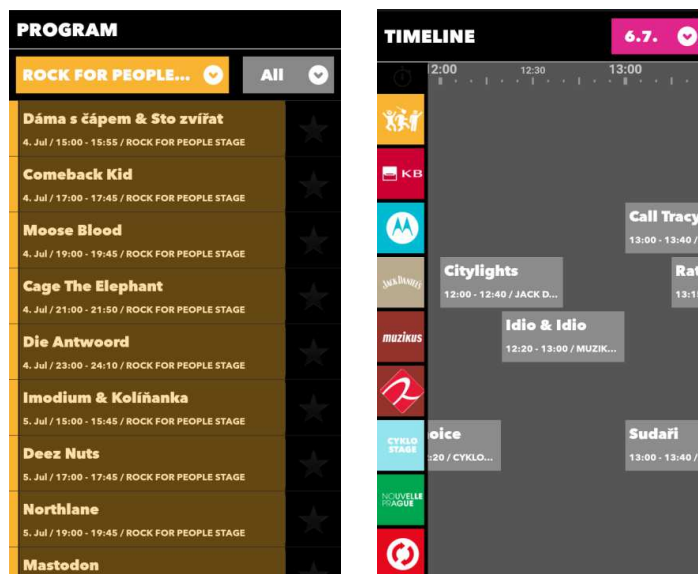 PROGRAM
ROCK FOR PEOPLE...
All
Dáma s čápem & Sto zvířat
4. Jul / 15:00 - 15:55 / ROCK FOR PEOPLE STAGE
Comeback Kid
4. Jul / 17:00 - 17:45 / ROCK FOR PEOPLE STAGE
Moose Blood
4. Jul / 19:00 - 19:45 / ROCK FOR PEOPLE STAGE
Cage The Elephant
4. Jul / 21:00 - 21:50 / ROCK FOR PEOPLE STAGE
Die Antwoord
4. Jul / 23:00 - 24:10 / ROCK FOR PEOPLE STAGE
Imodium & Kolíňanka
5. Jul / 15:00 - 15:45 / ROCK FOR PEOPLE STAGE
Deez Nuts
5. Jul / 17:00 - 17:45 / ROCK FOR PEOPLE STAGE
Northlane
5. Jul / 19:00 - 19:45 / ROCK FOR PEOPLE STAGE
Mastodon
TIMELINE
6.7.
2:00 12:30 13:00
KB
Call Tracy
13:00 - 13:40 /
JACK DANIEL'S
Citylights
12:00 - 12:40 / JACK D...
Rat
13:1
muzikus
Idio & Idio
12:20 - 13:00 / MUZIK...
CYKLO
STAGE
oice
:20 / CYKLO...
Sudaři
13:00 - 13:40 /
NOUVELLE
PRAGUE